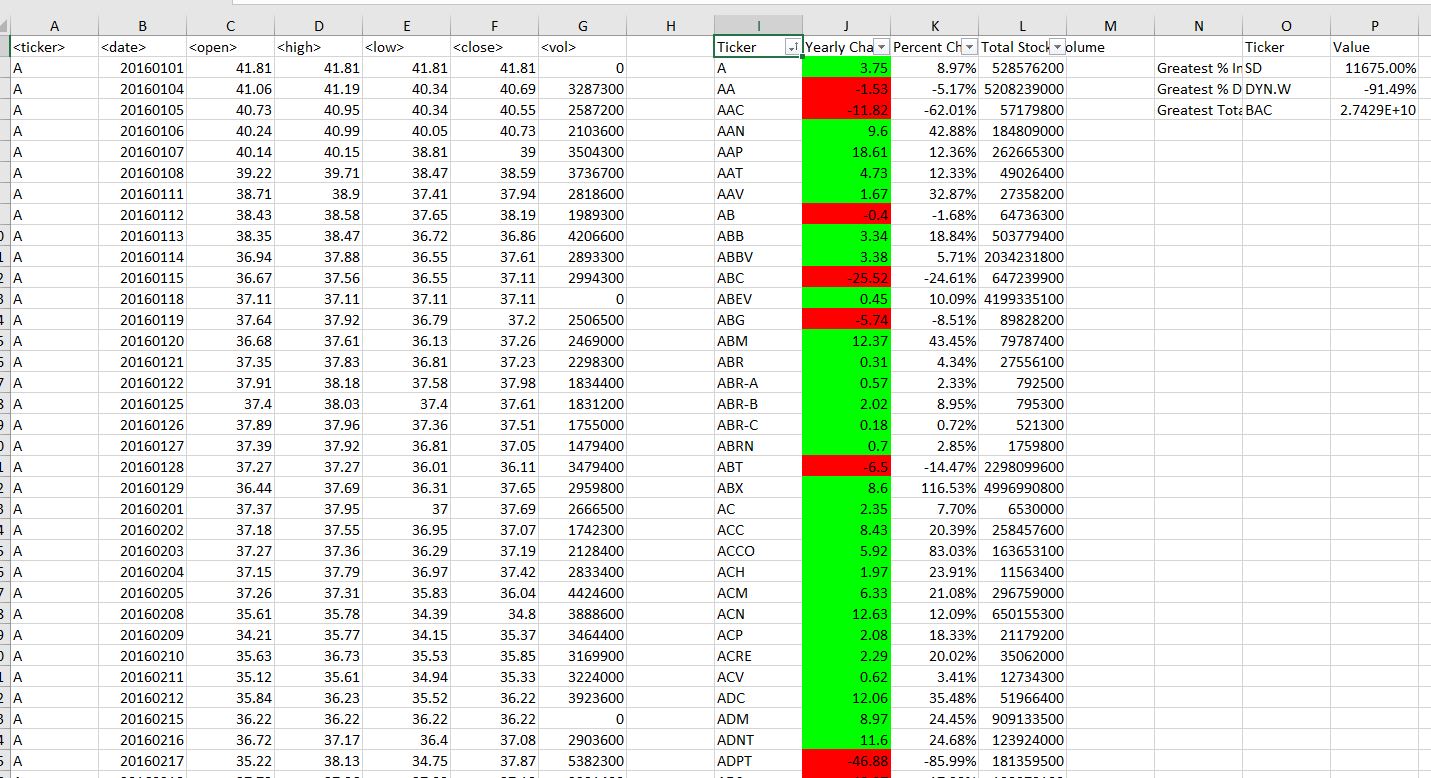 A B C D E F G H I J K L M N O P
<ticker> <date> <open> <high> <low> <close> <vol> Ticker Yearly Cha Percent Ch Total Stock olume Ticker Value
A 20160101 41.81 41.81 41.81 41.81 0 A 3.75 8.97% 528576200 Greatest % In SD 11675.00%
A 20160104 41.06 41.19 40.34 40.69 3287300 AA -1.53 -5.17% 5208239000 Greatest % D DYN.W -91.49%
A 20160105 40.73 40.95 40.34 40.55 2587200 AAC -11.82 -62.01% 57179800 Greatest Tota BAC 2.7429E+10
A 20160106 40.24 40.99 40.05 40.73 2103600 AAN 9.6 42.88% 184809000
A 20160107 40.14 40.15 38.81 39 3504300 AAP 18.61 12.36% 262665300
A 20160108 39.22 39.71 38.47 38.59 3736700 AAT 4.73 12.33% 49026400
A 20160111 38.71 38.9 37.41 37.94 2818600 AAV 1.67 32.87% 27358200
A 20160112 38.43 38.58 37.65 38.19 1989300 AB -0.4 -1.68% 64736300
A 20160113 38.35 38.47 36.72 36.86 4206600 ABB 3.34 18.84% 503779400
A 20160114 36.94 37.88 36.55 37.61 2893300 ABBV 3.38 5.71% 2034231800
A 20160115 36.67 37.56 36.55 37.11 2994300 ABC -25.52 -24.61% 647239900
A 20160118 37.11 37.11 37.11 37.11 0 ABEV 0.45 10.09% 4199335100
A 20160119 37.64 37.92 36.79 37.2 2506500 ABG -5.74 -8.51% 89828200
A 20160120 36.68 37.61 36.13 37.26 2469000 ABM 12.37 43.45% 79787400
A 20160121 37.35 37.83 36.81 37.23 2298300 ABR 0.31 4.34% 27556100
A 20160122 37.91 38.18 37.58 37.98 1834400 ABR-A 0.57 2.33% 792500
A 20160125 37.4 38.03 37.4 37.61 1831200 ABR-B 2.02 8.95% 795300
A 20160126 37.89 37.96 37.36 37.51 1755000 ABR-C 0.18 0.72% 521300
A 20160127 37.39 37.92 36.81 37.05 1479400 ABRN 0.7 2.85% 1759800
A 20160128 37.27 37.27 36.01 36.11 3479400 ABT -6.5 -14.47% 2298099600
A 20160129 36.44 37.69 36.31 37.65 2959800 ABX 8.6 116.53% 4996990800
A 20160201 37.37 37.95 37 37.69 2666500 AC 2.35 7.70% 6530000
A 20160202 37.18 37.55 36.95 37.07 1742300 ACC 8.43 20.39% 258457600
A 20160203 37.27 37.36 36.29 37.19 2128400 ACCO 5.92 83.03% 163653100
A 20160204 37.15 37.79 36.97 37.42 2833400 ACH 1.97 23.91% 11563400
A 20160205 37.26 37.31 35.83 36.04 4424600 ACM 6.33 21.08% 296759000
A 20160208 35.61 35.78 34.39 34.8 3888600 ACN 12.63 12.09% 650155300
A 20160209 34.21 35.77 34.15 35.37 3464400 ACP 2.08 18.33% 21179200
A 20160210 35.63 36.73 35.53 35.85 3169900 ACRE 2.29 20.02% 35062000
A 20160211 35.12 35.61 34.94 35.33 3224000 ACV 0.62 3.41% 12734300
A 20160212 35.84 36.23 35.52 36.22 3923600 ADC 12.06 35.48% 51966400
A 20160215 36.22 36.22 36.22 36.22 0 ADM 8.97 24.45% 909133500
A 20160216 36.72 37.17 36.4 37.08 2903600 ADNT 11.6 24.68% 123924000
A 20160217 35.22 38.13 34.75 37.87 5382300 ADPT -46.88 -85.99% 181359500